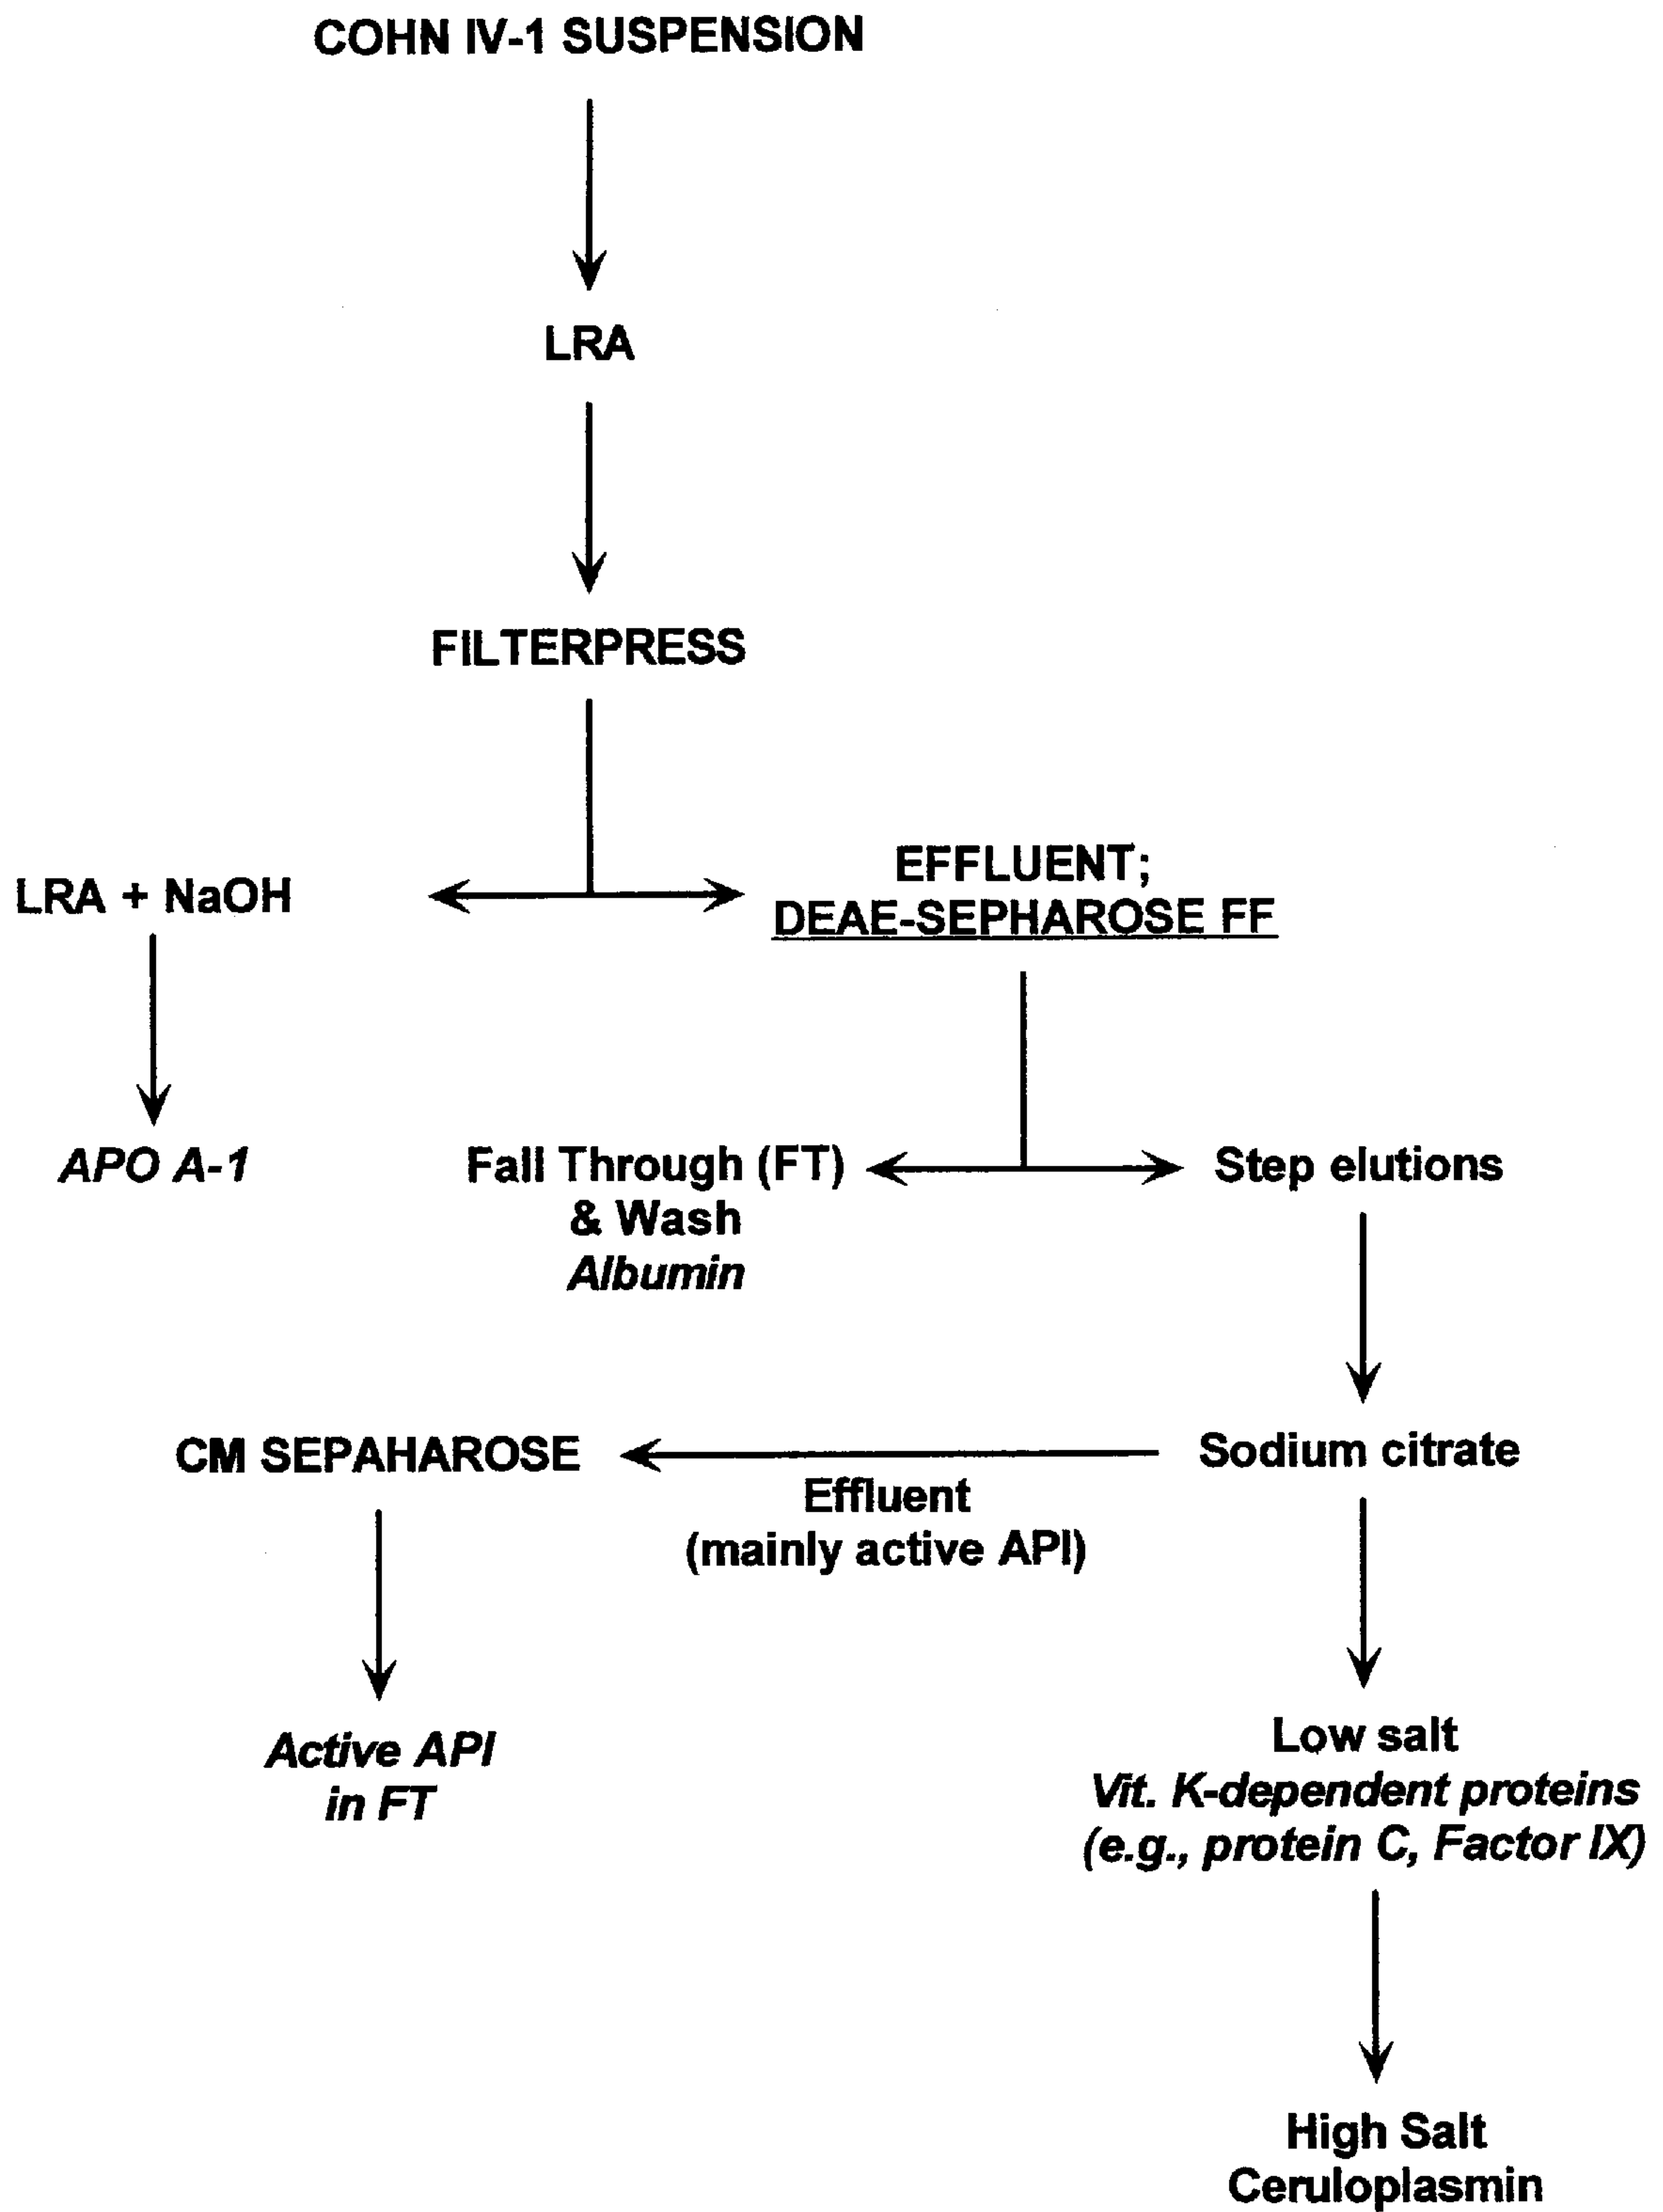 COHN IV-1 SUSPENSION
LRA
FILTERPRESS
LRA + NaOH
EFFLUENT;
DEAE-SEPHAROSE FF
APO A-1
Fall Through (FT)
& Wash
Albumin
Step elutions
CM SEPAHAROSE
Effluent
(mainly active API)
Sodium citrate
Active API
in FT
Low salt
Vit. K-dependent proteins
(e.g., protein C, Factor IX)
High Salt
Ceruloplasmin